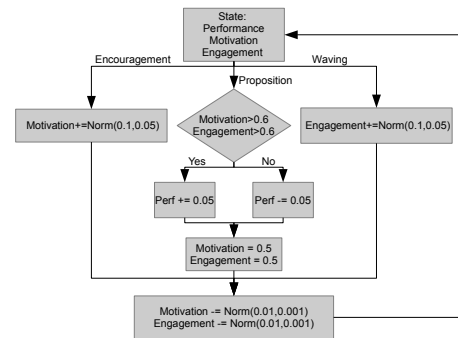 State:
Performance
Motivation
Engagement
Encouragement
Waving
Proposition
Motivation>0.6
Engagement>0.6
Motivation+=Norm(0.1,0.05)
Engagement+=Norm(0.1,0.05)
Yes
No
Perf += 0.05
Perf -= 0.05
Motivation = 0.5
Engagement = 0.5
Motivation -= Norm(0.01,0.001)
Engagement -= Norm(0.01,0.001)